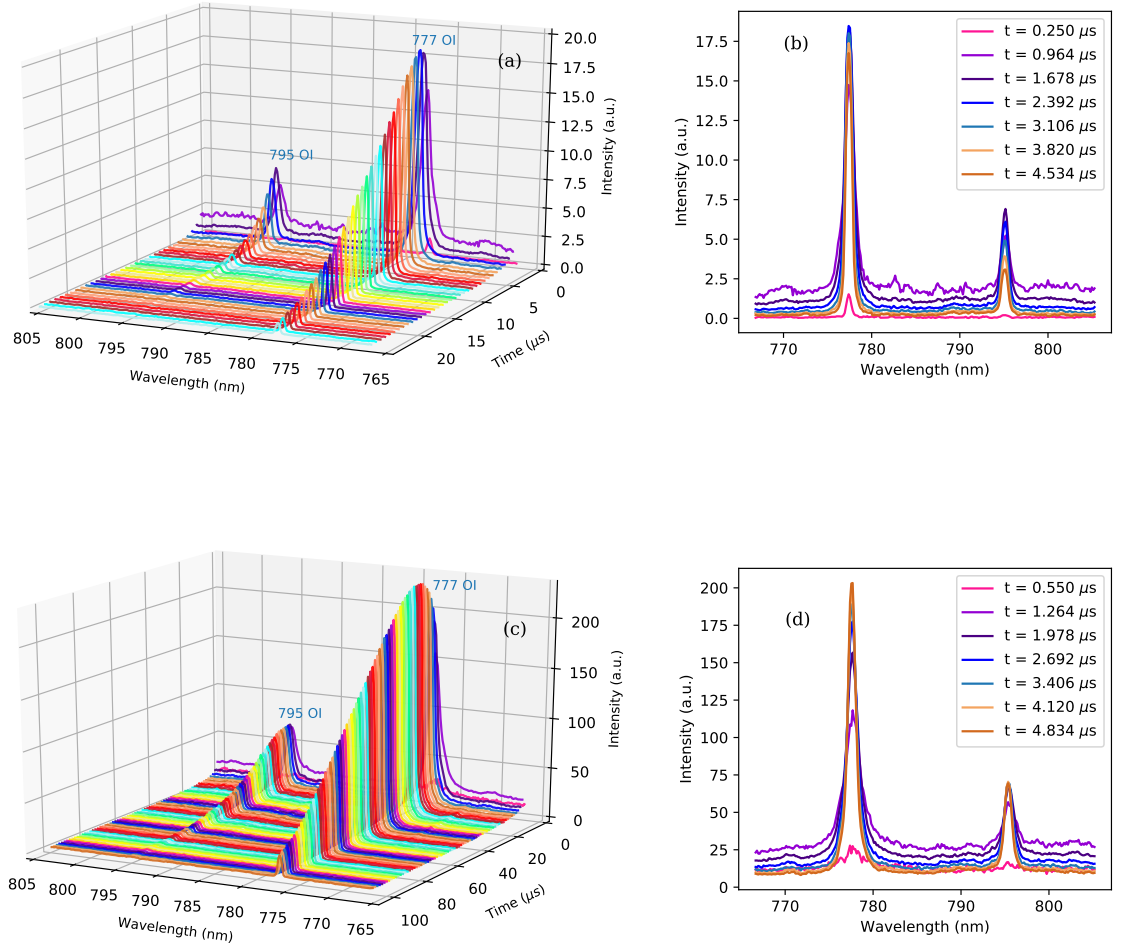 777 OI
(a)
795 OI
20.0
17.5
15.0
12.5
10.0
7.5
5.0
2.5
0.0
Intensity (a.u.)
0
5
10
15
20
Time (μs)
805
800
795
790
785
780
775
770
765
Wavelength (nm)
(b)
t = 0.250 μs
t = 0.964 μs
t = 1.678 μs
t = 2.392 μs
t = 3.106 μs
t = 3.820 μs
t = 4.534 μs
17.5
15.0
12.5
10.0
7.5
5.0
2.5
0.0
Intensity (a.u.)
770
780
790
800
Wavelength (nm)
777 OI
(c)
795 OI
200
150
100
50
0
Intensity (a.u.)
0
20
40
60
80
100
Time (μs)
805
800
795
790
785
780
775
770
765
Wavelength (nm)
(d)
t = 0.550 μs
t = 1.264 μs
t = 1.978 μs
t = 2.692 μs
t = 3.406 μs
t = 4.120 μs
t = 4.834 μs
200
175
150
125
100
75
50
25
0
Intensity (a.u.)
770
780
790
800
Wavelength (nm)